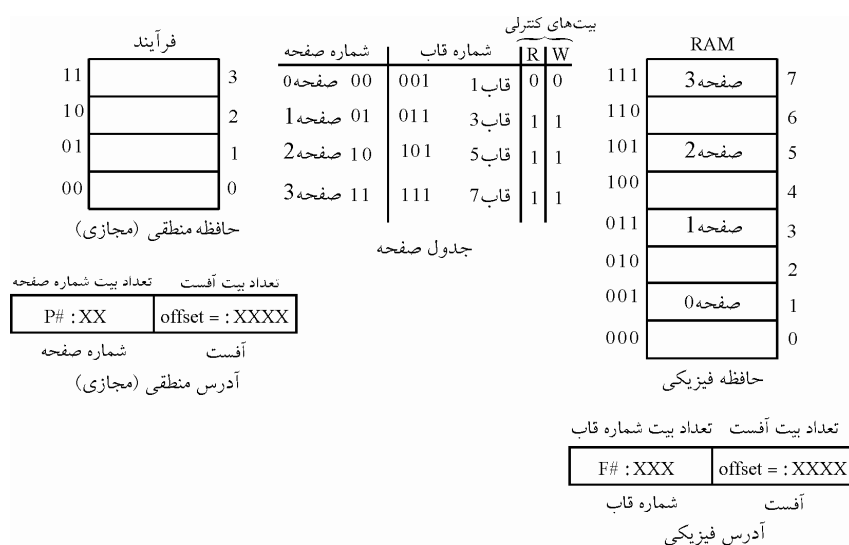 فرآیند
11 3
10 2
01 1
00 0
حافظه منطقی (مجازی)
بیت‌های کنترلی
شماره صفحه شماره قاب R W
صفحه0 00 001 قاب1 0 0
صفحه1 01 011 قاب3 1 1
صفحه2 10 101 قاب5 1 1
صفحه3 11 111 قاب7 1 1
جدول صفحه
RAM
111 صفحه3 7
110 6
101 صفحه2 5
100 4
011 صفحه1 3
010 2
001 صفحه0 1
000 0
حافظه فیزیکی
تعداد بیت شماره صفحه تعداد بیت آفست
P# :XX offset = : XXXX
شماره صفحه آفست
آدرس منطقی (مجازی)
تعداد بیت شماره قاب تعداد بیت آفست
F# :XXX offset = : XXXX
شماره قاب آفست
آدرس فیزیکی